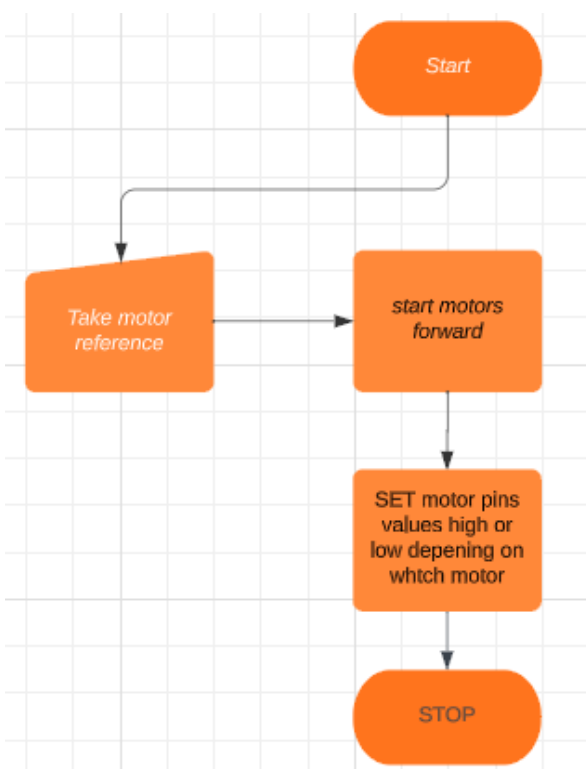 Start
Take motor
reference
start motors
forward
SET motor pins
values high or
low depening on
whtch motor
STOP